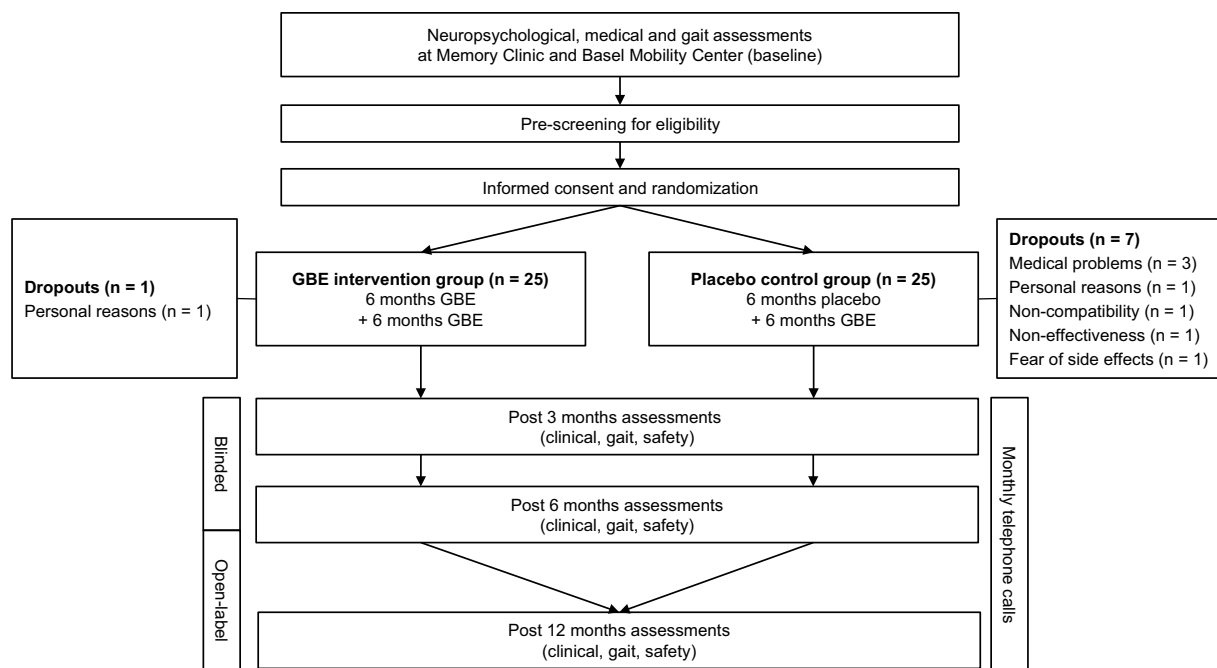 Neuropsychological, medical and gait assessments
at Memory Clinic and Basel Mobility Center (baseline)
Pre-screening for eligibility
Informed consent and randomization
Dropouts (n = 1)
Personal reasons (n = 1)
GBE intervention group (n = 25)
6 months GBE
+ 6 months GBE
Placebo control group (n = 25)
6 months placebo
+ 6 months GBE
Dropouts (n = 7)
Medical problems (n = 3)
Personal reasons (n = 1)
Non-compatibility (n = 1)
Non-effectiveness (n = 1)
Fear of side effects (n = 1)
Blinded
Post 3 months assessments
(clinical, gait, safety)
Post 6 months assessments
(clinical, gait, safety)
Open-label
Post 12 months assessments
(clinical, gait, safety)
Monthly telephone calls